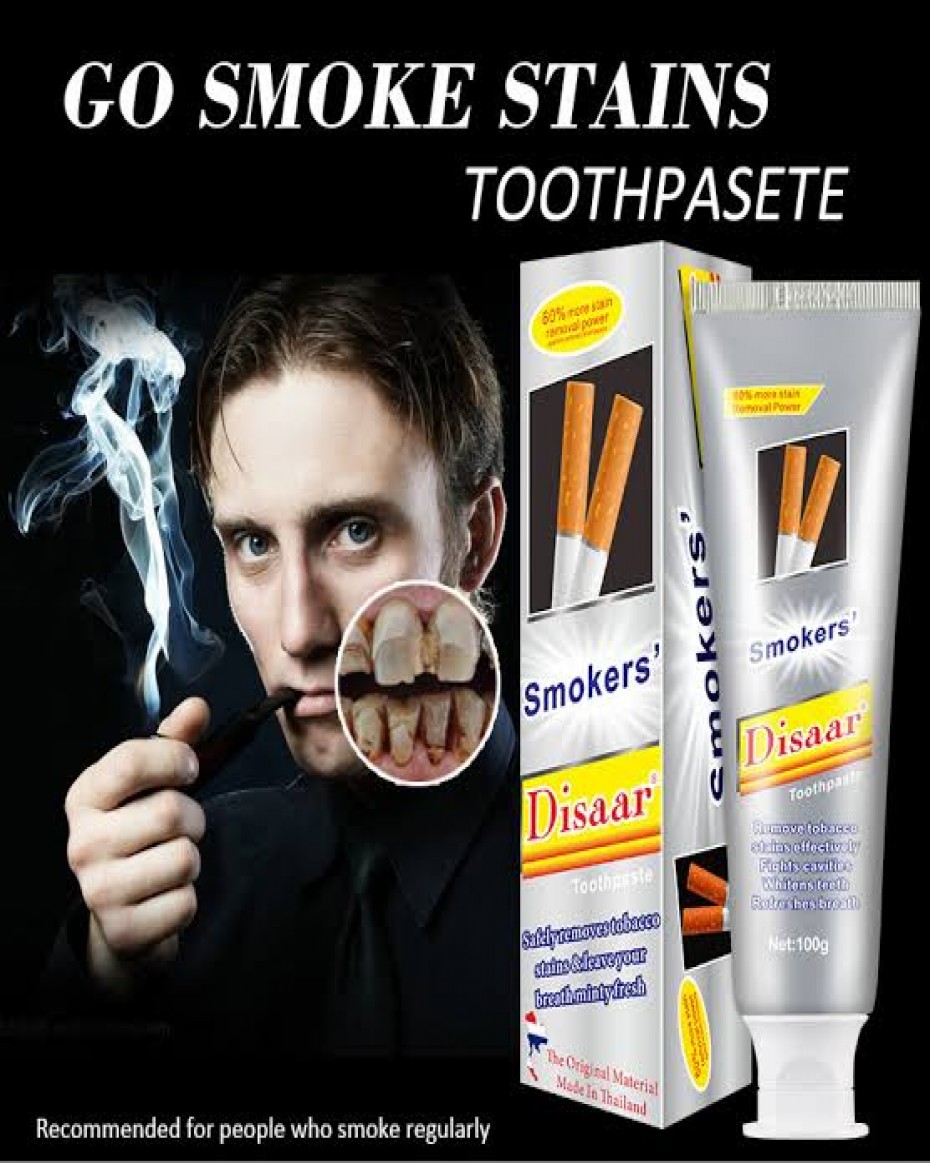 GO SMOKE STAINS
TOOTHPASETE
60% more stain
removal power
Smokers'
Disaar®
Toothpaste
Safely removes tobacco
stains & leave your
breath minty fresh
The Original Material
Made In Thailand
Smokers'
60% more stain
Removal Power
Smokers'
Disaar®
Toothpaste
Remove tobacco
stains effectively
Fights cavities
Whitens teeth
Refreshes breath
Net:100g
Recommended for people who smoke regularly